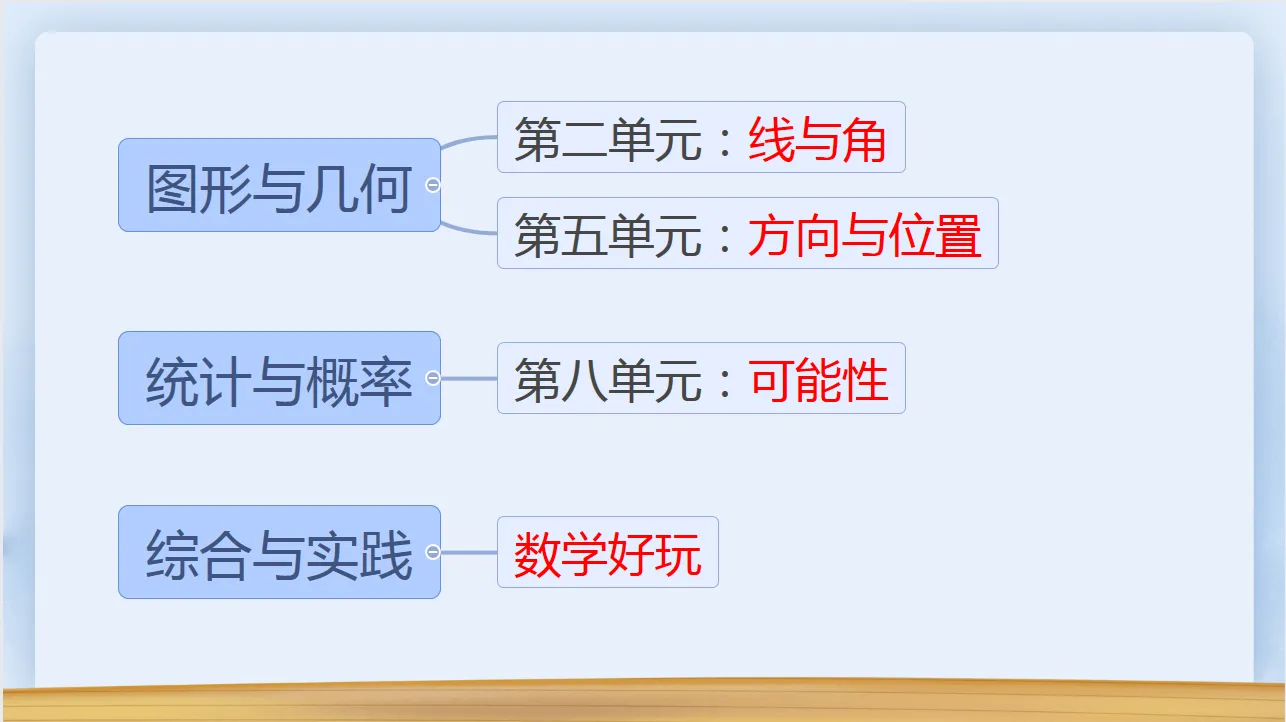 图形与几何
第二单元：线与角
第五单元：方向与位置
统计与概率
第八单元：可能性
综合与实践
数学好玩